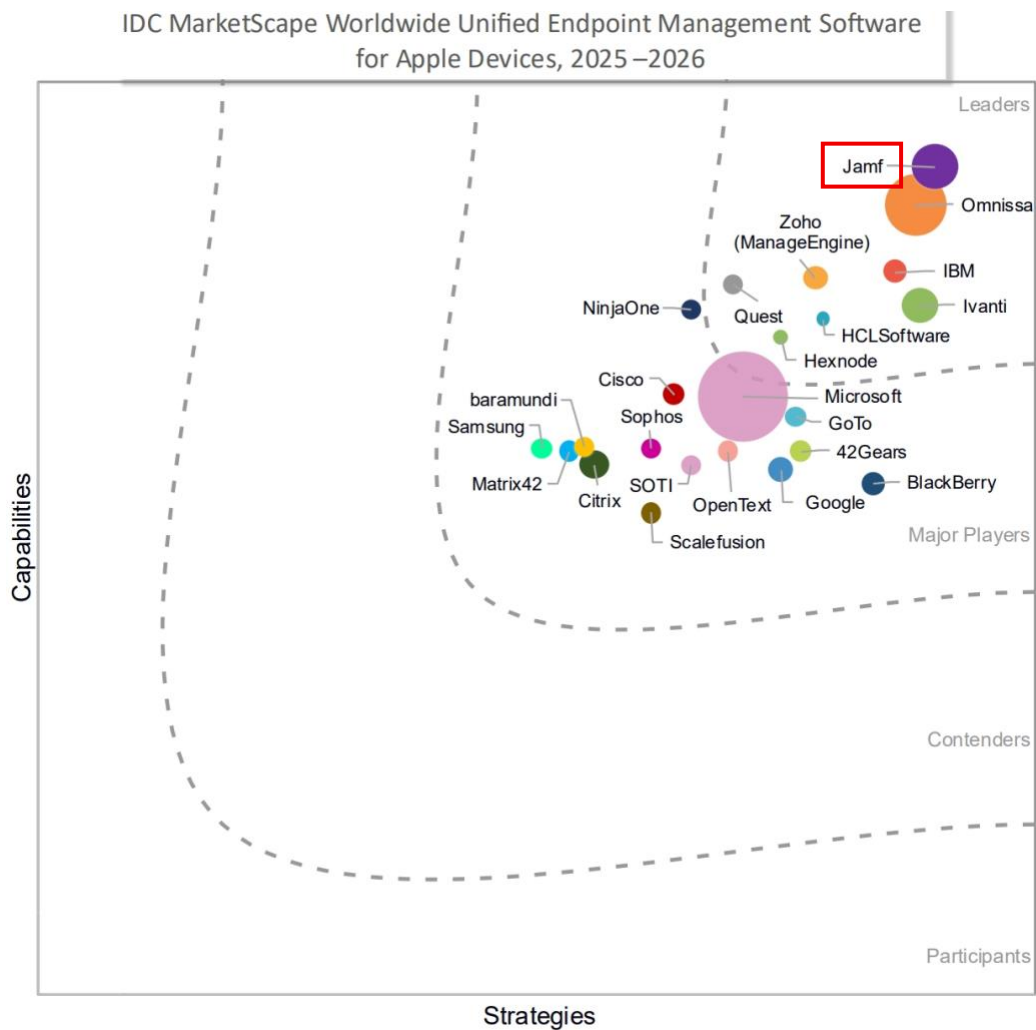 IDC MarketScape Worldwide Unified Endpoint Management Software
for Apple Devices, 2025 –2026
Leaders
Jamf
Omnissa
Zoho
(ManageEngine)
IBM
Ivanti
NinjaOne
Quest
HCLSoftware
Hexnode
Cisco
Microsoft
baramundi
Sophos
GoTo
Samsung
42Gears
Matrix42
SOTI
BlackBerry
Citrix
OpenText
Google
Major Players
Scalefusion
Capabilities
Contenders
Participants
Strategies